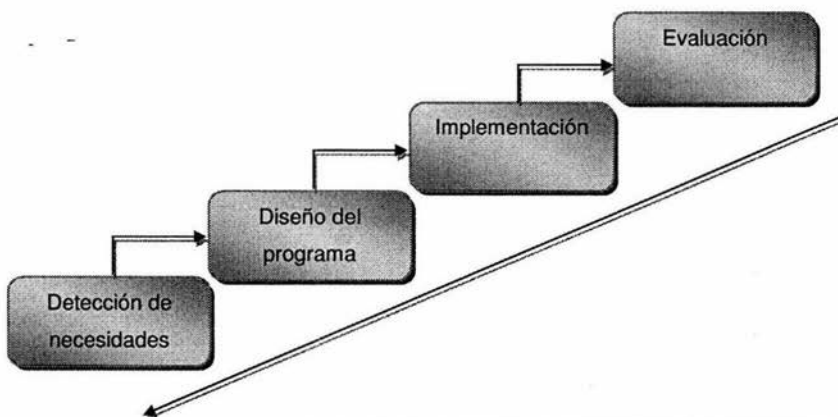 Evaluación
Implementación
Diseño del
programa
Detección de
necesidades